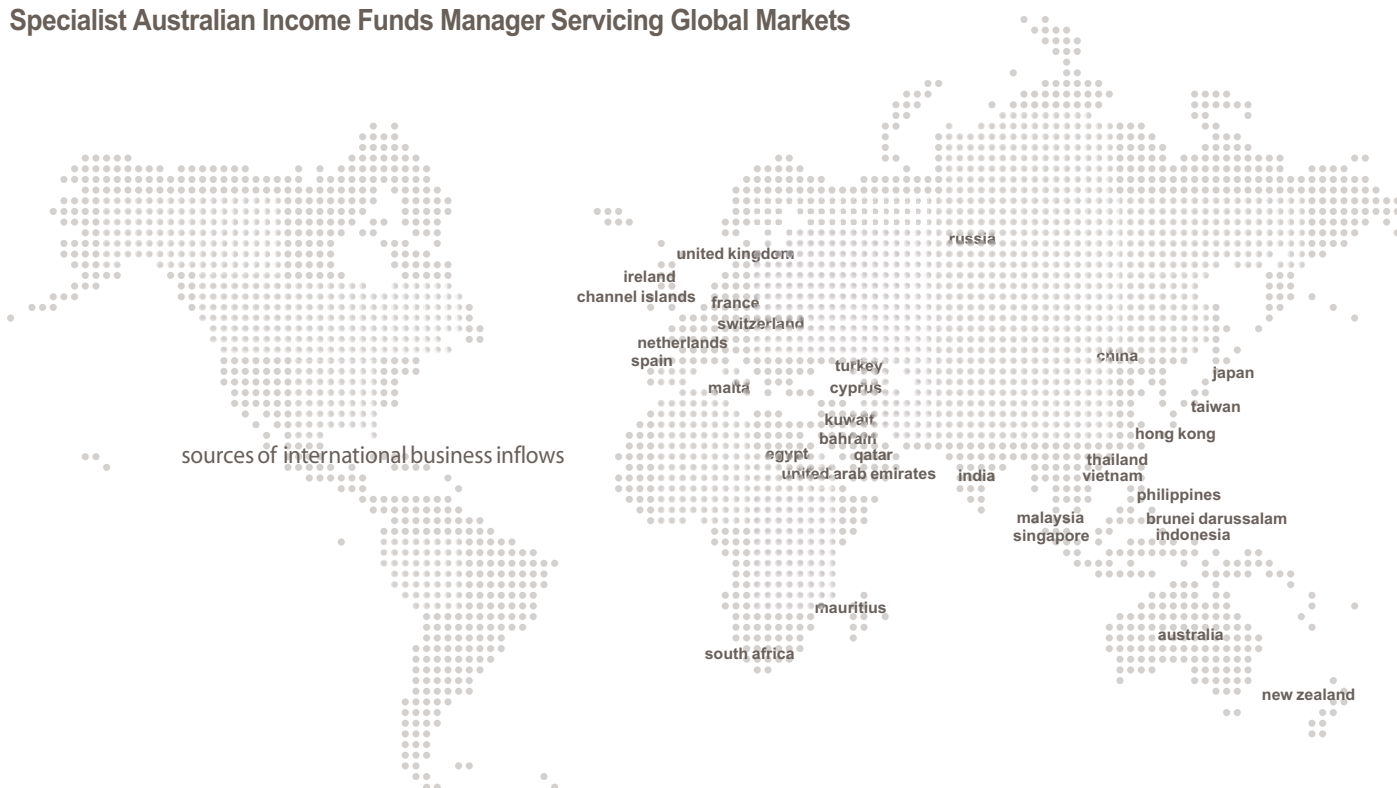 Specialist Australian Income Funds Manager Servicing Global Markets
russia
united kingdom
ireland
channel islands
france
switzerland
netherlands
spain
china
turkey
japan
malta
cyprus
taiwan
kuwait
hong kong
bahrain
sources of international business inflows
egypt
qatar
thailand
united arab emirates
india
vietnam
philippines
malaysia
brunei darussalam
singapore
indonesia
mauritius
australia
south africa
new zealand